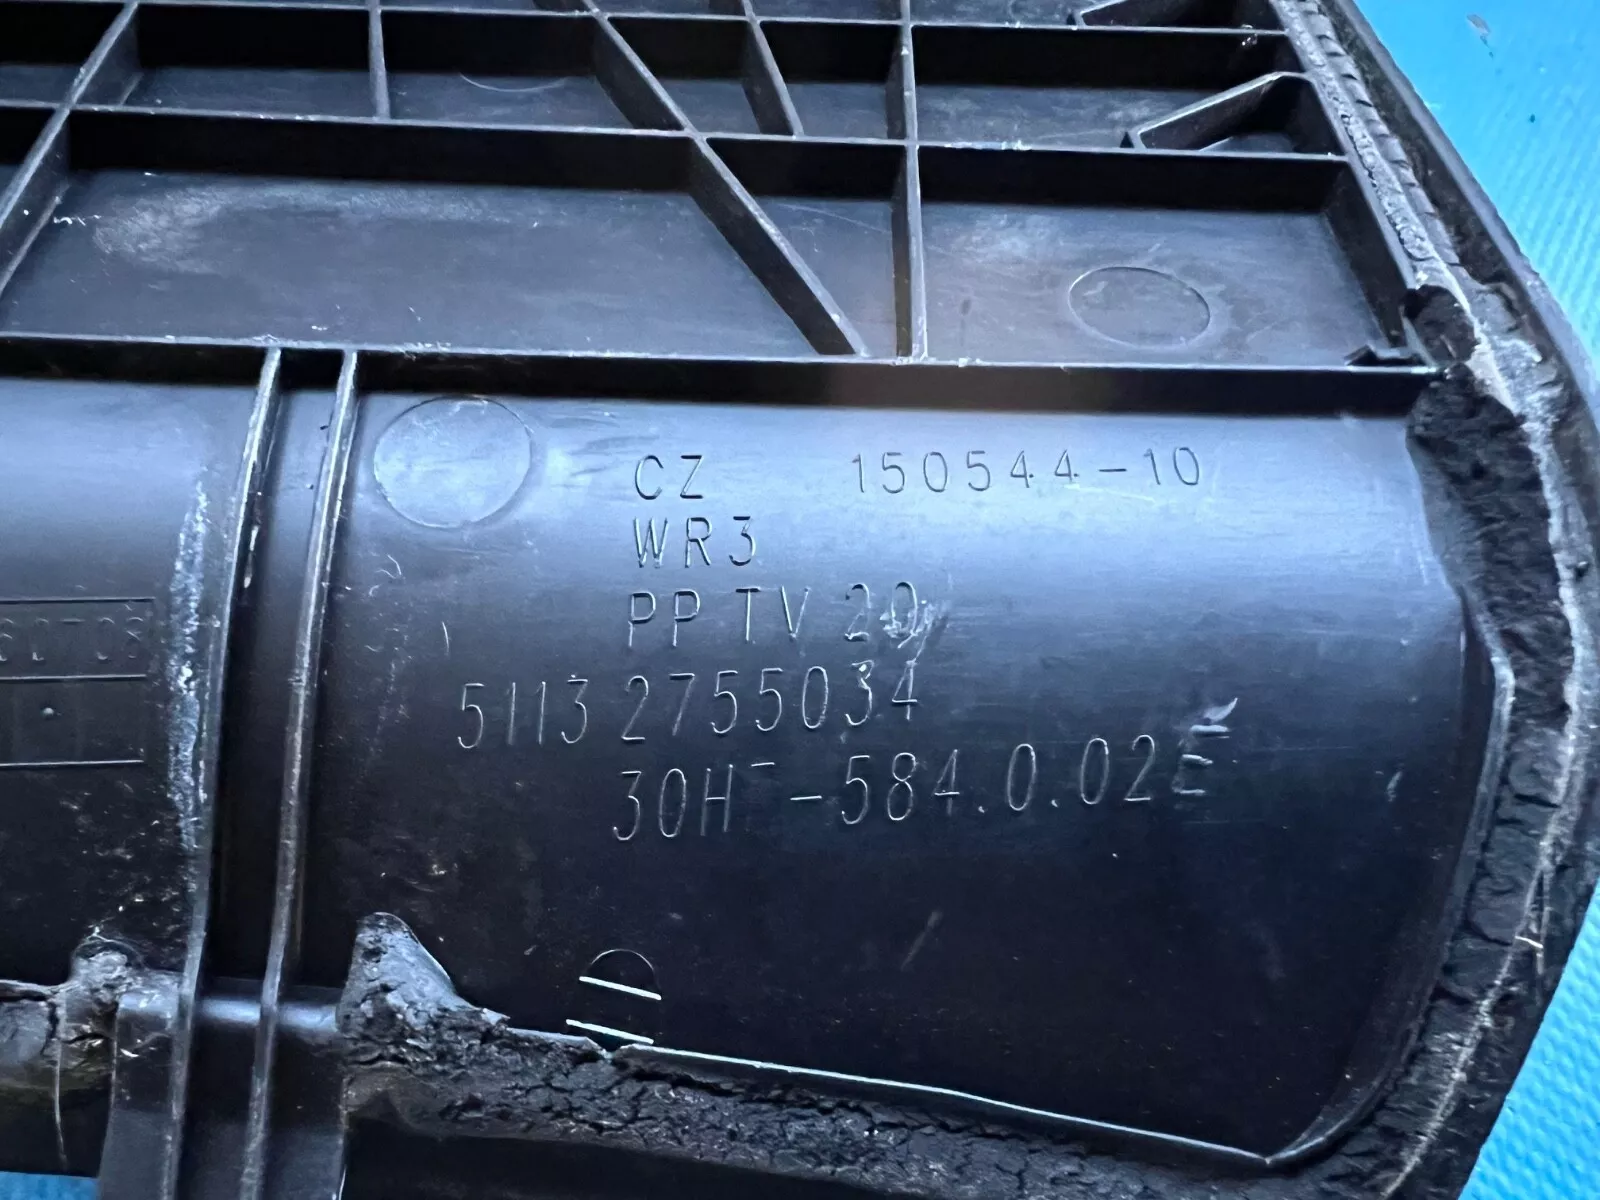 CZ 150544-10
WR3
PP TV 20
5113 2755034
30H -584.0.02E